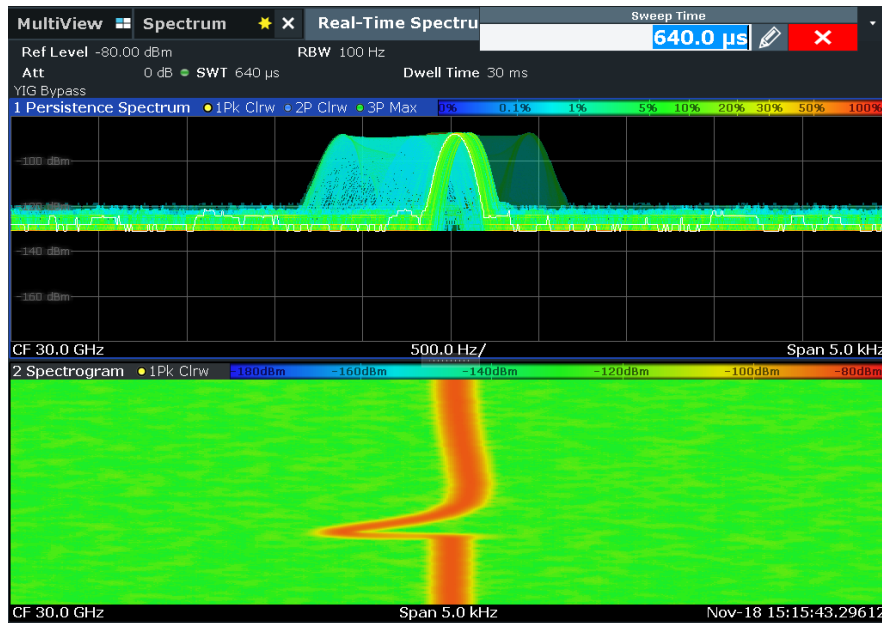 MultiView Spectrum Real-Time Spectru Sweep Time
640.0 µs
Ref Level -80.00 dBm RBW 100 Hz
Att 0 dB SWT 640 µs Dwell Time 30 ms
YIG Bypass
1 Persistence Spectrum 1Pk Clrw 2P Clrw 3P Max 0% 0.1% 1% 5% 10% 20% 30% 50% 100%
-100 dBm
-140 dBm
-160 dBm
CF 30.0 GHz 500.0 Hz/ Span 5.0 kHz
2 Spectrogram 1Pk Clrw -180dBm -160dBm -140dBm -120dBm -100dBm -80dBm
CF 30.0 GHz Span 5.0 kHz Nov-18 15:15:43.29612